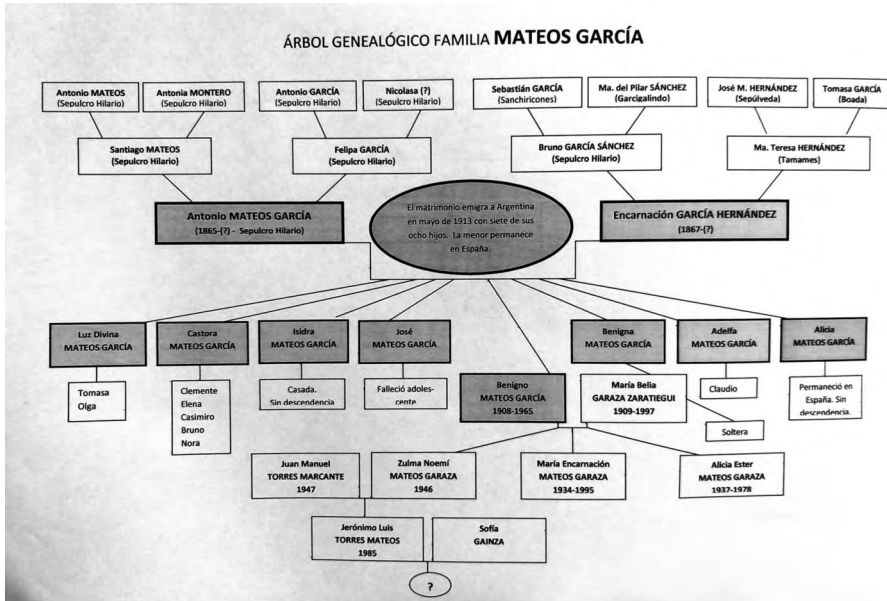 ÁRBOL GENEALÓGICO FAMILIA MATEOS GARCÍA
Antonio MATEOS
(Sepulcro Hilario)
Antonia MONTERO
(Sepulcro Hilario)
Antonio GARCÍA
(Sepulcro Hilario)
Nicolasa (?)
(Sepulcro Hilario)
Sebastián GARCÍA
(Sanchiricones)
Ma. del Pilar SÁNCHEZ
(Garcigalindo)
José M. HERNÁNDEZ
(Sepúlveda)
Tomasa GARCÍA
(Boada)
Santiago MATEOS
(Sepulcro Hilario)
Felipa GARCÍA
(Sepulcro Hilario)
Bruno GARCÍA SÁNCHEZ
(Sepulcro Hilario)
Ma. Teresa HERNÁNDEZ
(Tamames)
Antonio MATEOS GARCÍA
(1865-(?) - Sepulcro Hilario)
El matrimonio emigra a Argentina
en mayo de 1913 con siete de sus
ocho hijos. La menor permanece
en España.
Encarnación GARCÍA HERNÁNDEZ
(1867-(?)
Luz Divina
MATEOS GARCÍA
Castora
MATEOS GARCÍA
Isidra
MATEOS GARCÍA
José
MATEOS GARCÍA
Benigna
MATEOS GARCÍA
Adelfa
MATEOS GARCÍA
Alicia
MATEOS GARCÍA
Tomasa
Olga
Clemente
Elena
Casimiro
Bruno
Nora
Casada.
Sin descendencia
Falleció adoles-
cente
Benigno
MATEOS GARCÍA
1908-1965
María Belia
GARAZA ZARATIEGUI
1909-1997
Claudio
Permaneció en
España. Sin
descendencia.
Soltera
Juan Manuel
TORRES MARCANTE
1947
Zulma Noemí
MATEOS GARAZA
1946
María Encarnación
MATEOS GARAZA
1934-1995
Alicia Ester
MATEOS GARAZA
1937-1978
Jerónimo Luis
TORRES MATEOS
1985
Sofía
GAINZA
?